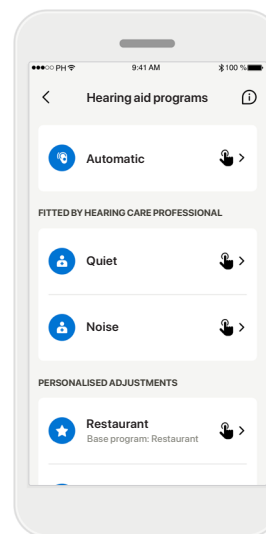 PH 9:41 AM 100 %
Hearing aid programs
Automatic
FITTED BY HEARING CARE PROFESSIONAL
Quiet
Noise
PERSONALISED ADJUSTMENTS
Restaurant
Base program: Restaurant